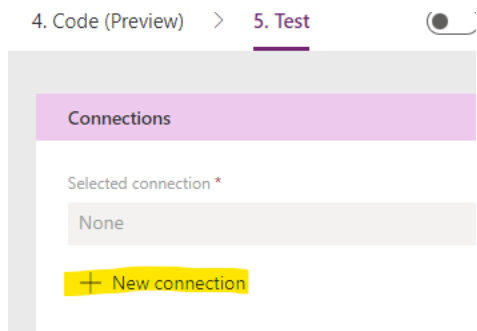 4. Code (Preview) > 5. Test
Connections
Selected connection *
None
+ New connection